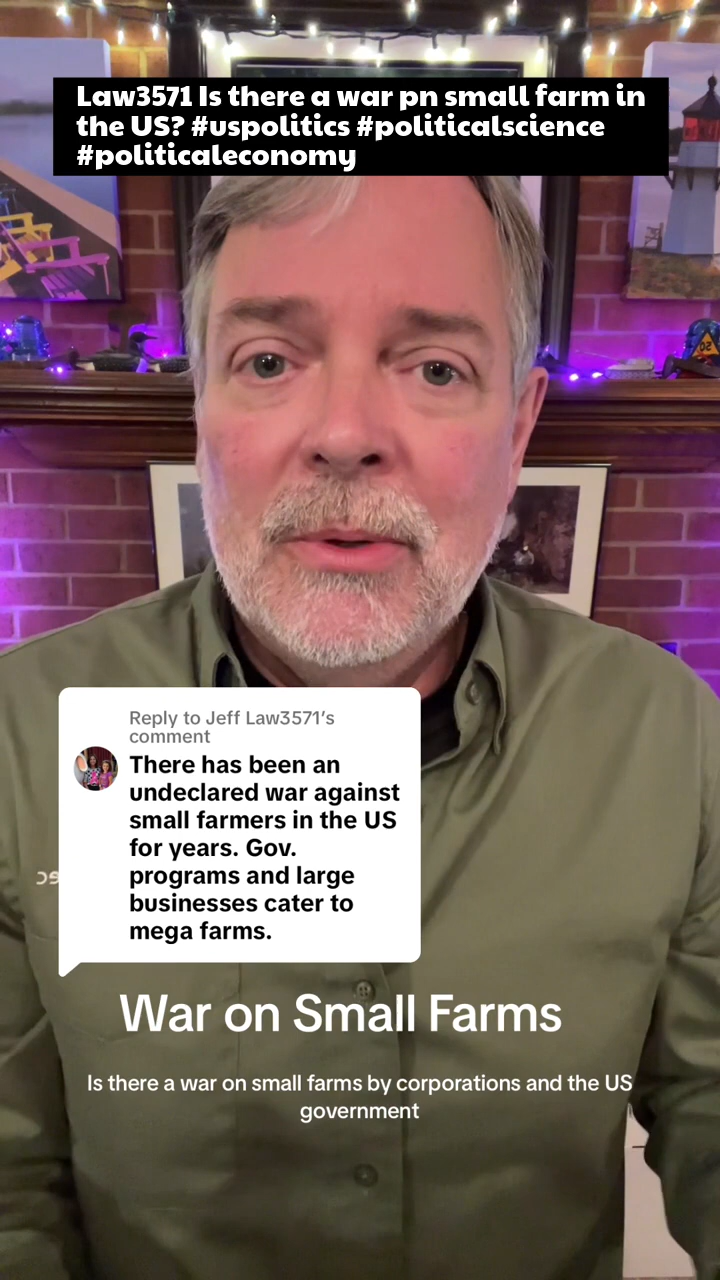 Law3571 Is there a war pn small farm in
the US? #uspolitics #politicalscience
#politicaleconomy
Reply to Jeff Law3571's
comment
There has been an
undeclared war against
small farmers in the US
for years. Gov.
programs and large
businesses cater to
mega farms.
War on Small Farms
Is there a war on small farms by corporations and the US
government